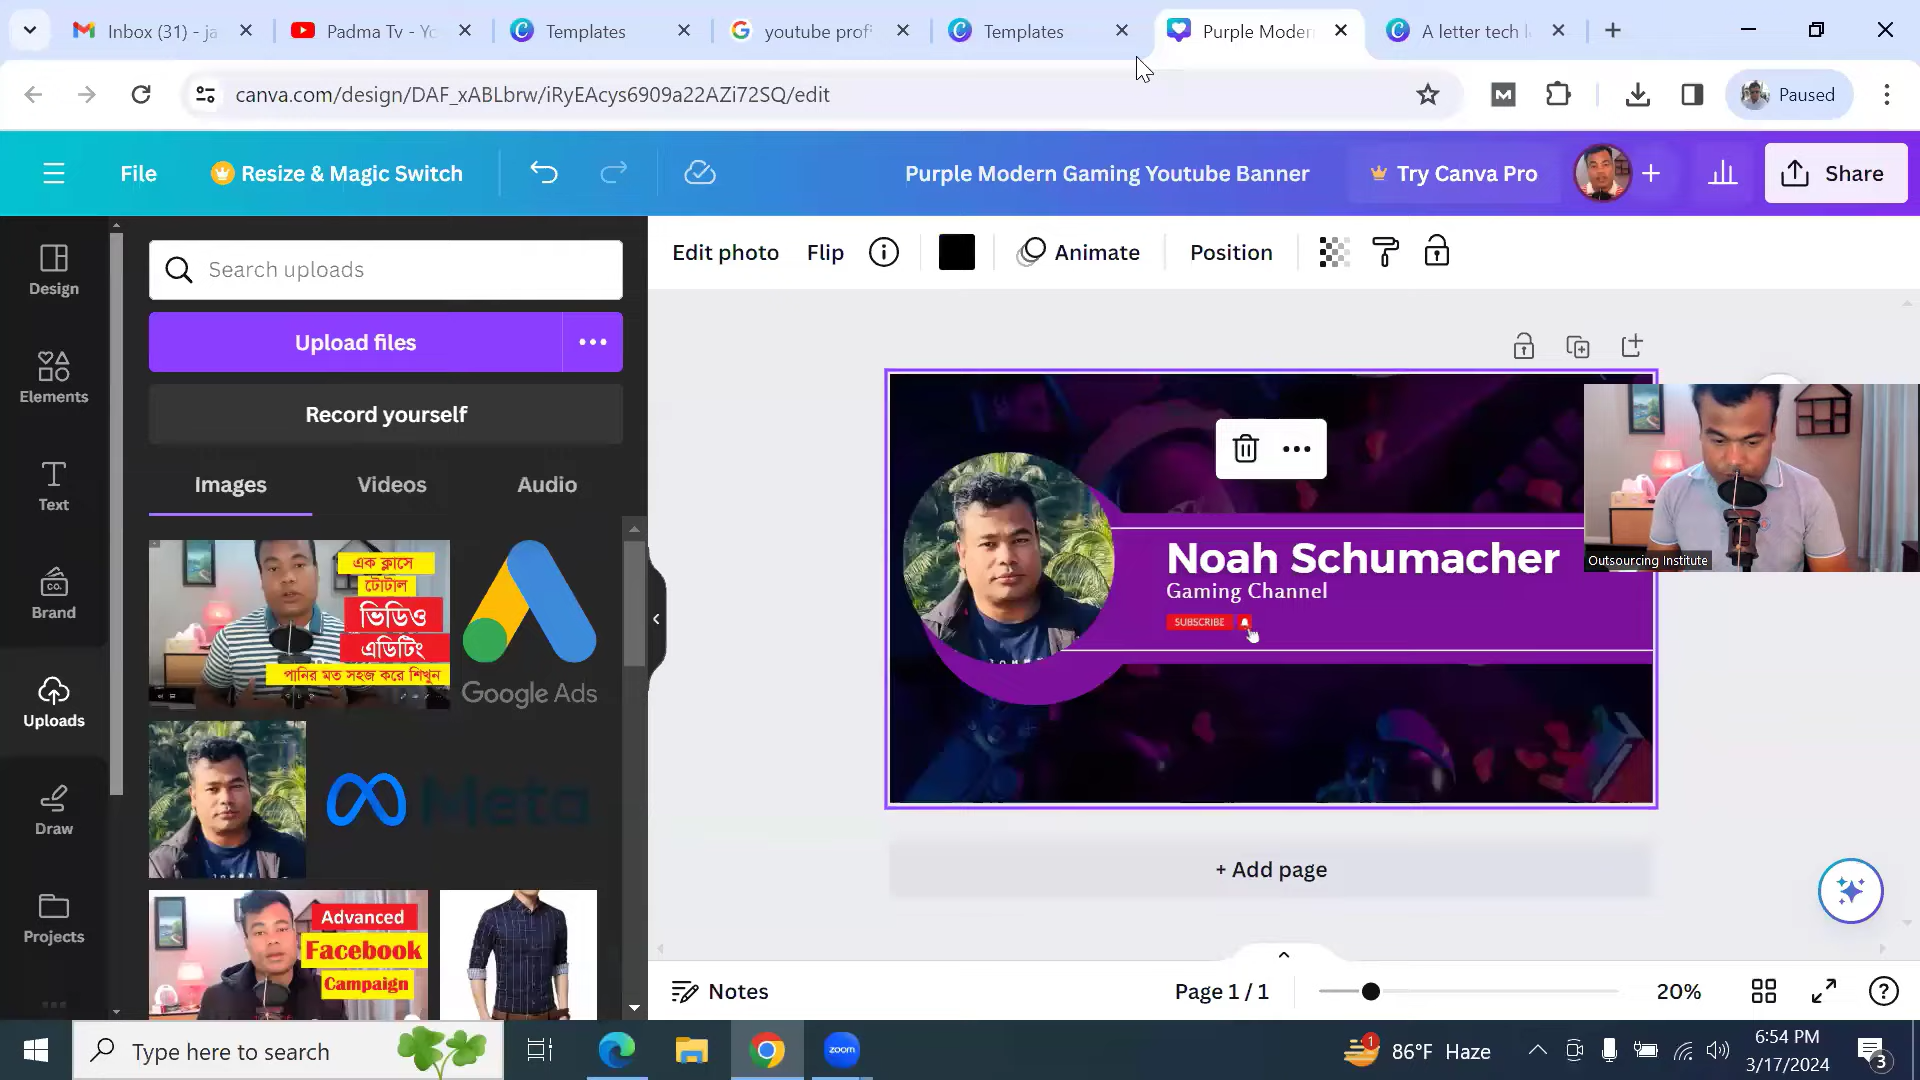 Inbox (31) - ja
Padma Tv - Yo
Templates
youtube prof
Templates
Purple Moder
A letter tech l
canva.com/design/DAF_xABLbrw/iRyEAcys6909a22AZi72SQ/edit
M
Paused
File
Resize & Magic Switch
Purple Modern Gaming Youtube Banner
Try Canva Pro
Share
Design
Elements
Text
Brand
Uploads
Draw
Projects
Search uploads
Upload files
Record yourself
Images
Videos
Audio
এক ক্লাসে
টোটাল
ভিডিও
এডিটিং
পানির মত সহজ করে শিখুন
Google Ads
Meta
Advanced
Facebook
Campaign
Edit photo
Flip
Animate
Position
Noah Schumacher
Gaming Channel
SUBSCRIBE
Outsourcing Institute
+ Add page
Notes
Page 1 / 1
20%
Type here to search
zoom
1
86°F Haze
6:54 PM
3/17/2024
3